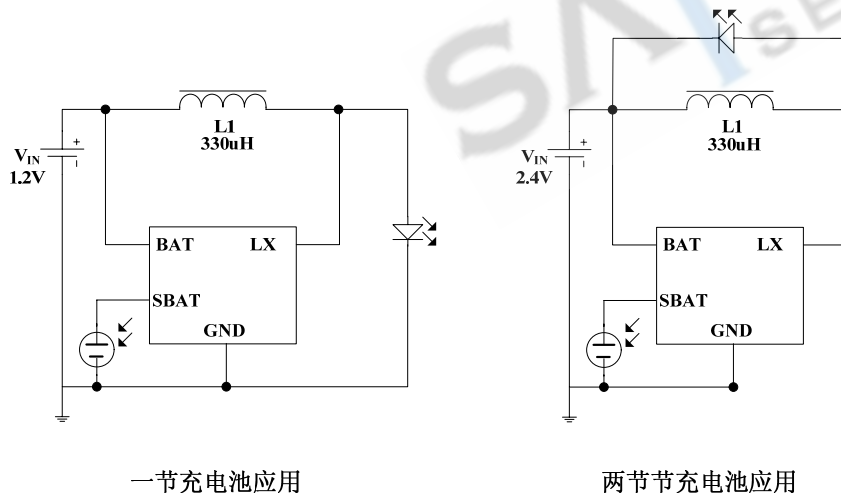 L1
330uH
VIN
1.2V
+
-
BAT
LX
SBAT
GND
一节充电池应用
L1
330uH
VIN
2.4V
+
-
BAT
LX
SBAT
GND
两节节充电池应用